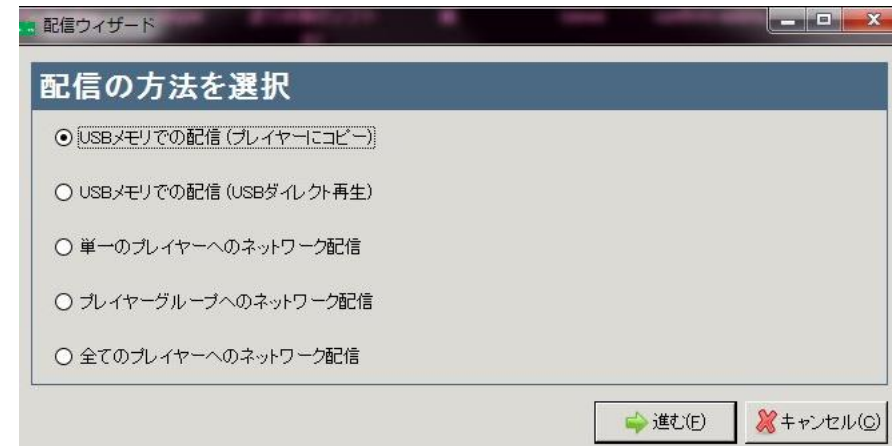 配信ウィザード
配信の方法を選択
USBメモリでの配信(プレイヤーにコピー)
USBメモリでの配信(USBダイレクト再生)
単一のプレイヤーへのネットワーク配信
プレイヤーグループへのネットワーク配信
全てのプレイヤーへのネットワーク配信
進む(F)
キャンセル(C)